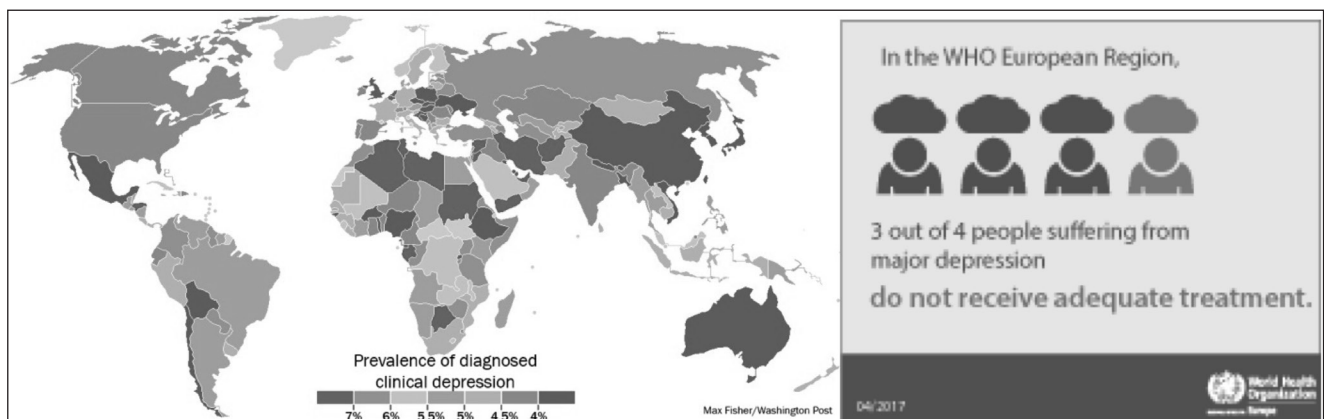 Prevalence of diagnosed
clinical depression
7% 6% 5.5% 5% 4.5% 4%
Max Fisher/Washington Post
In the WHO European Region,
3 out of 4 people suffering from
major depression
do not receive adequate treatment.
04/2017
World Health
Organization
Europe